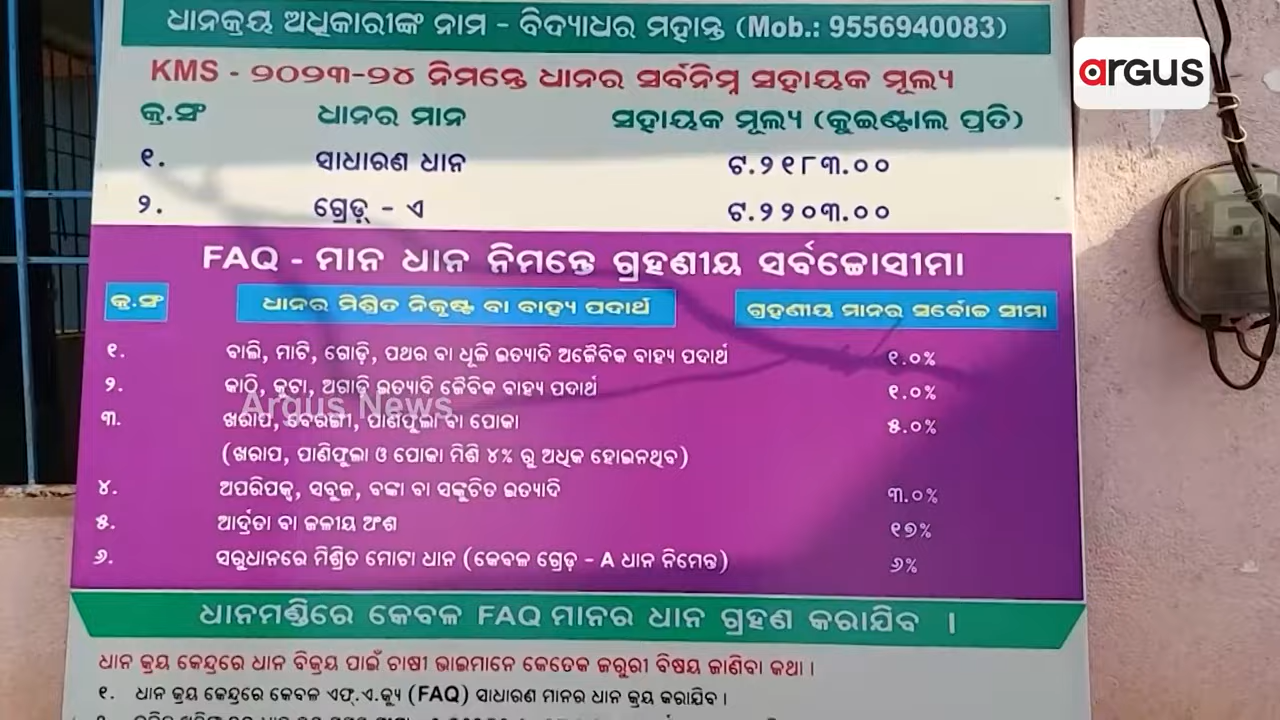 ଧାନକ୍ରୟ ଅଧିକାରୀଙ୍କ ନାମ - ବିଦ୍ୟାଧର ମହାନ୍ତ (Mob.: 9556940083)
argus
KMS - ୨୦୨୩-୨୪ ନିମନ୍ତେ ଧାନର ସର୍ବନିମ୍ନ ସହାୟକ ମୂଲ୍ୟ
କ୍ର.ସଂ ଧାନର ମାନ ସହାୟକ ମୂଲ୍ୟ (କୁଇଣ୍ଟାଲ ପ୍ରତି)
୧. ସାଧାରଣ ଧାନ ଟ.୨୧୮୩.୦୦
୨. ଗ୍ରେଡ୍ - ଏ ଟ.୨୨୦୩.୦୦
FAQ - ମାନ ଧାନ ନିମନ୍ତେ ଗ୍ରହଣୀୟ ସର୍ବୋଚ୍ଚସୀମା
କ୍ର.ସଂ ଧାନର ମିଶ୍ରିତ ନିକୃଷ୍ଟ ବା ବାହ୍ୟ ପଦାର୍ଥ ଗ୍ରହଣୀୟ ମାନର ସର୍ବୋଚ୍ଚ ସୀମା
୧. ବାଲି, ମାଟି, ଗୋଡ଼ି, ପଥର ବା ଧୂଳି ଇତ୍ୟାଦି ଅଜୈବିକ ବାହ୍ୟ ପଦାର୍ଥ ୧.୦%
୨. କାଠି, କୁଟା, ଅଗାଡ଼ି ଇତ୍ୟାଦି ଜୈବିକ ବାହ୍ୟ ପଦାର୍ଥ ୧.୦%
Argus News
୩. ଖରାପ, ବେରଙ୍ଗୀ, ପାଣିଫୁଲା ବା ପୋକା ୫.୦%
(ଖରାପ, ପାଣିଫୁଲା ଓ ପୋକା ମିଶି ୪% ରୁ ଅଧିକ ହୋଇନଥିବ)
୪. ଅପରିପକ୍ୱ, ସବୁଜ, ବଙ୍କା ବା ସଙ୍କୁଚିତ ଇତ୍ୟାଦି ୩.୦%
୫. ଆର୍ଦ୍ରତା ବା ଜଳୀୟ ଅଂଶ ୧୭%
୬. ସରୁଧାନରେ ମିଶ୍ରିତ ମୋଟା ଧାନ (କେବଳ ଗ୍ରେଡ଼ - A ଧାନ ନିମେନ୍ତ) ୬%
ଧାନମଣ୍ଡିରେ କେବଳ FAQ ମାନର ଧାନ ଗ୍ରହଣ କରାଯିବ ।
ଧାନ କ୍ରୟ କେନ୍ଦ୍ରରେ ଧାନ ବିକ୍ରୟ ପାଇଁ ଚାଷୀ ଭାଇମାନେ କେତେକ ଜରୁରୀ ବିଷୟ ଜାଣିବା କଥା ।
୧. ଧାନ କ୍ରୟ କେନ୍ଦ୍ରରେ କେବଳ ଏଫ୍.ଏ.କ୍ୟୁ (FAQ) ସାଧାରଣ ମାନର ଧାନ କ୍ରୟ କରାଯିବ ।